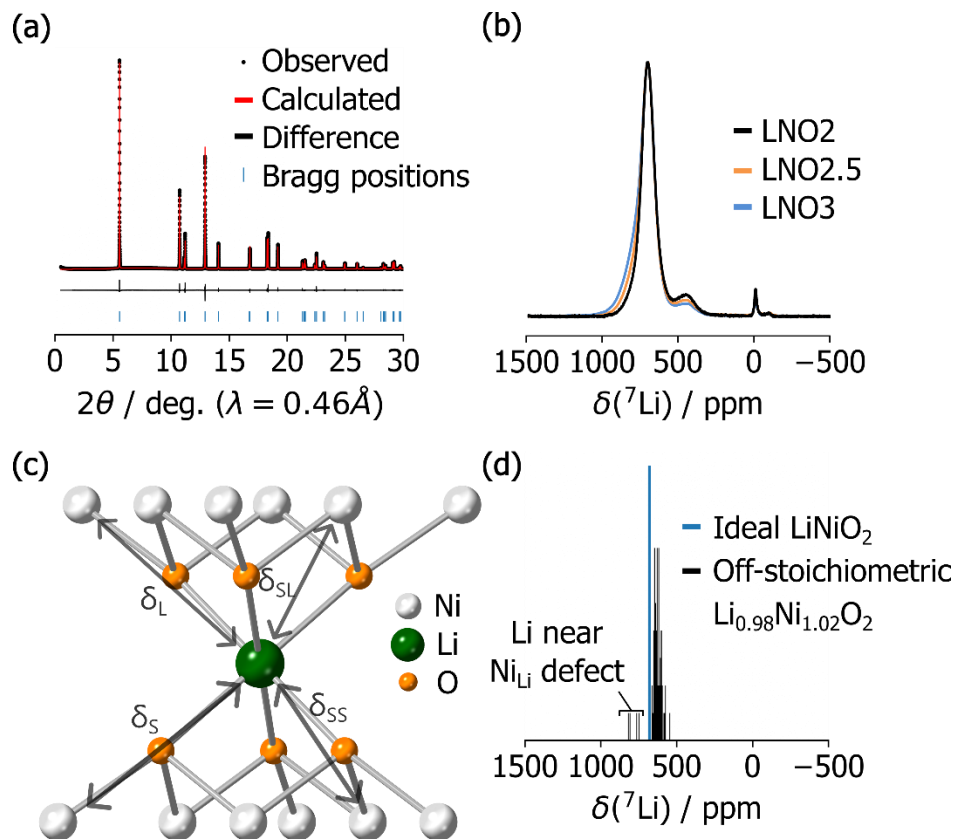 (a)
Observed
Calculated
Difference
Bragg positions
0 5 10 15 20 25 30
2θ / deg. (λ = 0.46Å)
(b)
LNO2
LNO2.5
LNO3
1500 1000 500 0 −500
δ(⁷Li) / ppm
(c)
δL
δSL
δS
δSS
Ni
Li
O
(d)
Ideal LiNiO₂
Off-stoichiometric
Li₀.₉₈Ni₁.₀₂O₂
Li near
NiLi defect
1500 1000 500 0 −500
δ(⁷Li) / ppm